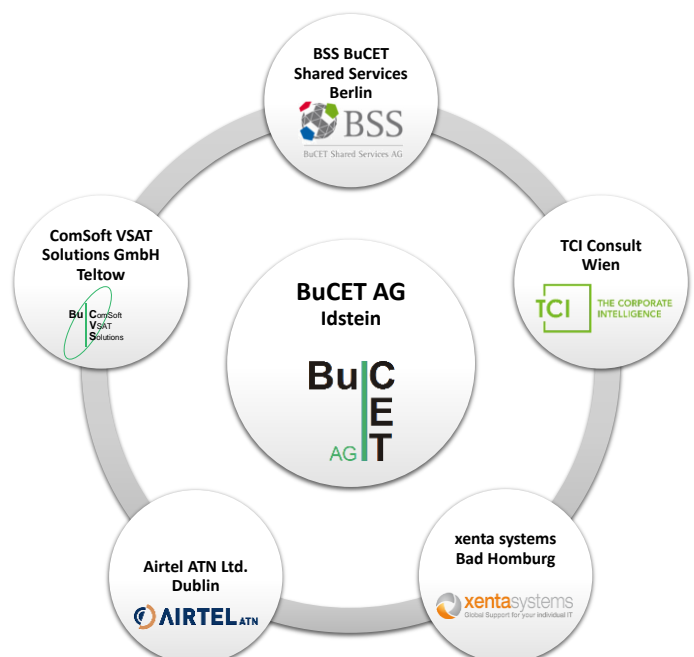 BSS BuCET
Shared Services
Berlin
BSS
BuCET Shared Services AG
ComSoft VSAT
Solutions GmbH
Teltow
Bu ComSoft
VSAT
Solutions
TCI Consult
Wien
TCI THE CORPORATE
INTELLIGENCE
BuCET AG
Idstein
Bu C
E
AG T
Airtel ATN Ltd.
Dublin
AIRTEL ATN
xenta systems
Bad Homburg
xentasystems
Global Support for your individual IT